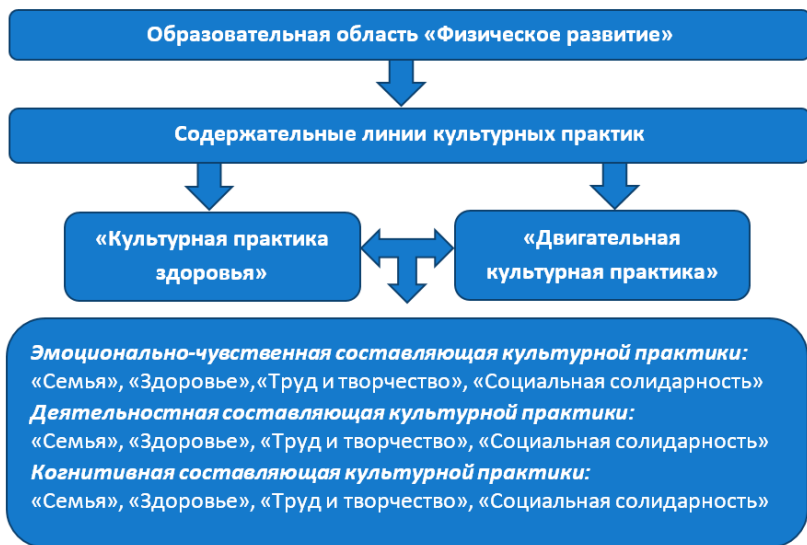 Образовательная область «Физическое развитие»
Содержательные линии культурных практик
«Культурная практика
здоровья»
«Двигательная
культурная практика»
Эмоционально-чувственная составляющая культурной практики:
«Семья», «Здоровье»,«Труд и творчество», «Социальная солидарность»
Деятельностная составляющая культурной практики:
«Семья», «Здоровье», «Труд и творчество», «Социальная солидарность»
Когнитивная составляющая культурной практики:
«Семья», «Здоровье», «Труд и творчество», «Социальная солидарность»